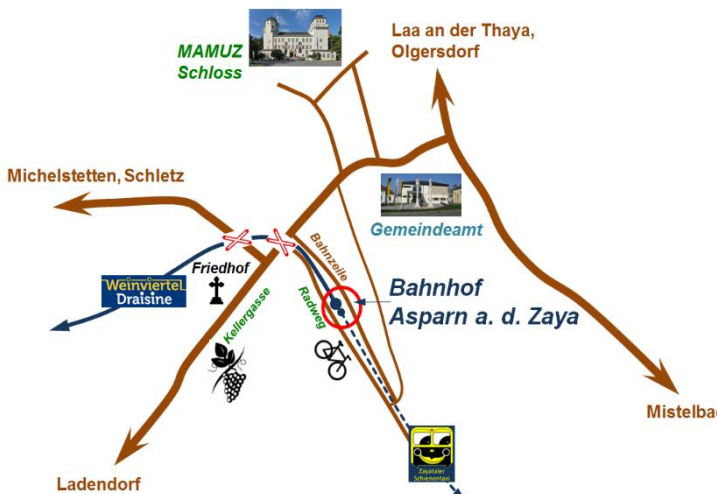 MAMUZ
Schloss
Laa an der Thaya,
Olgersdorf
Michelstetten, Schletz
Gemeindeamt
Bahnzeile
Friedhof
Weinviertel
Draisine
Bahnhof
Asparn a. d. Zaya
Radweg
Kellergasse
Mistelba
Zayataler
Schienentaxi
Ladendorf